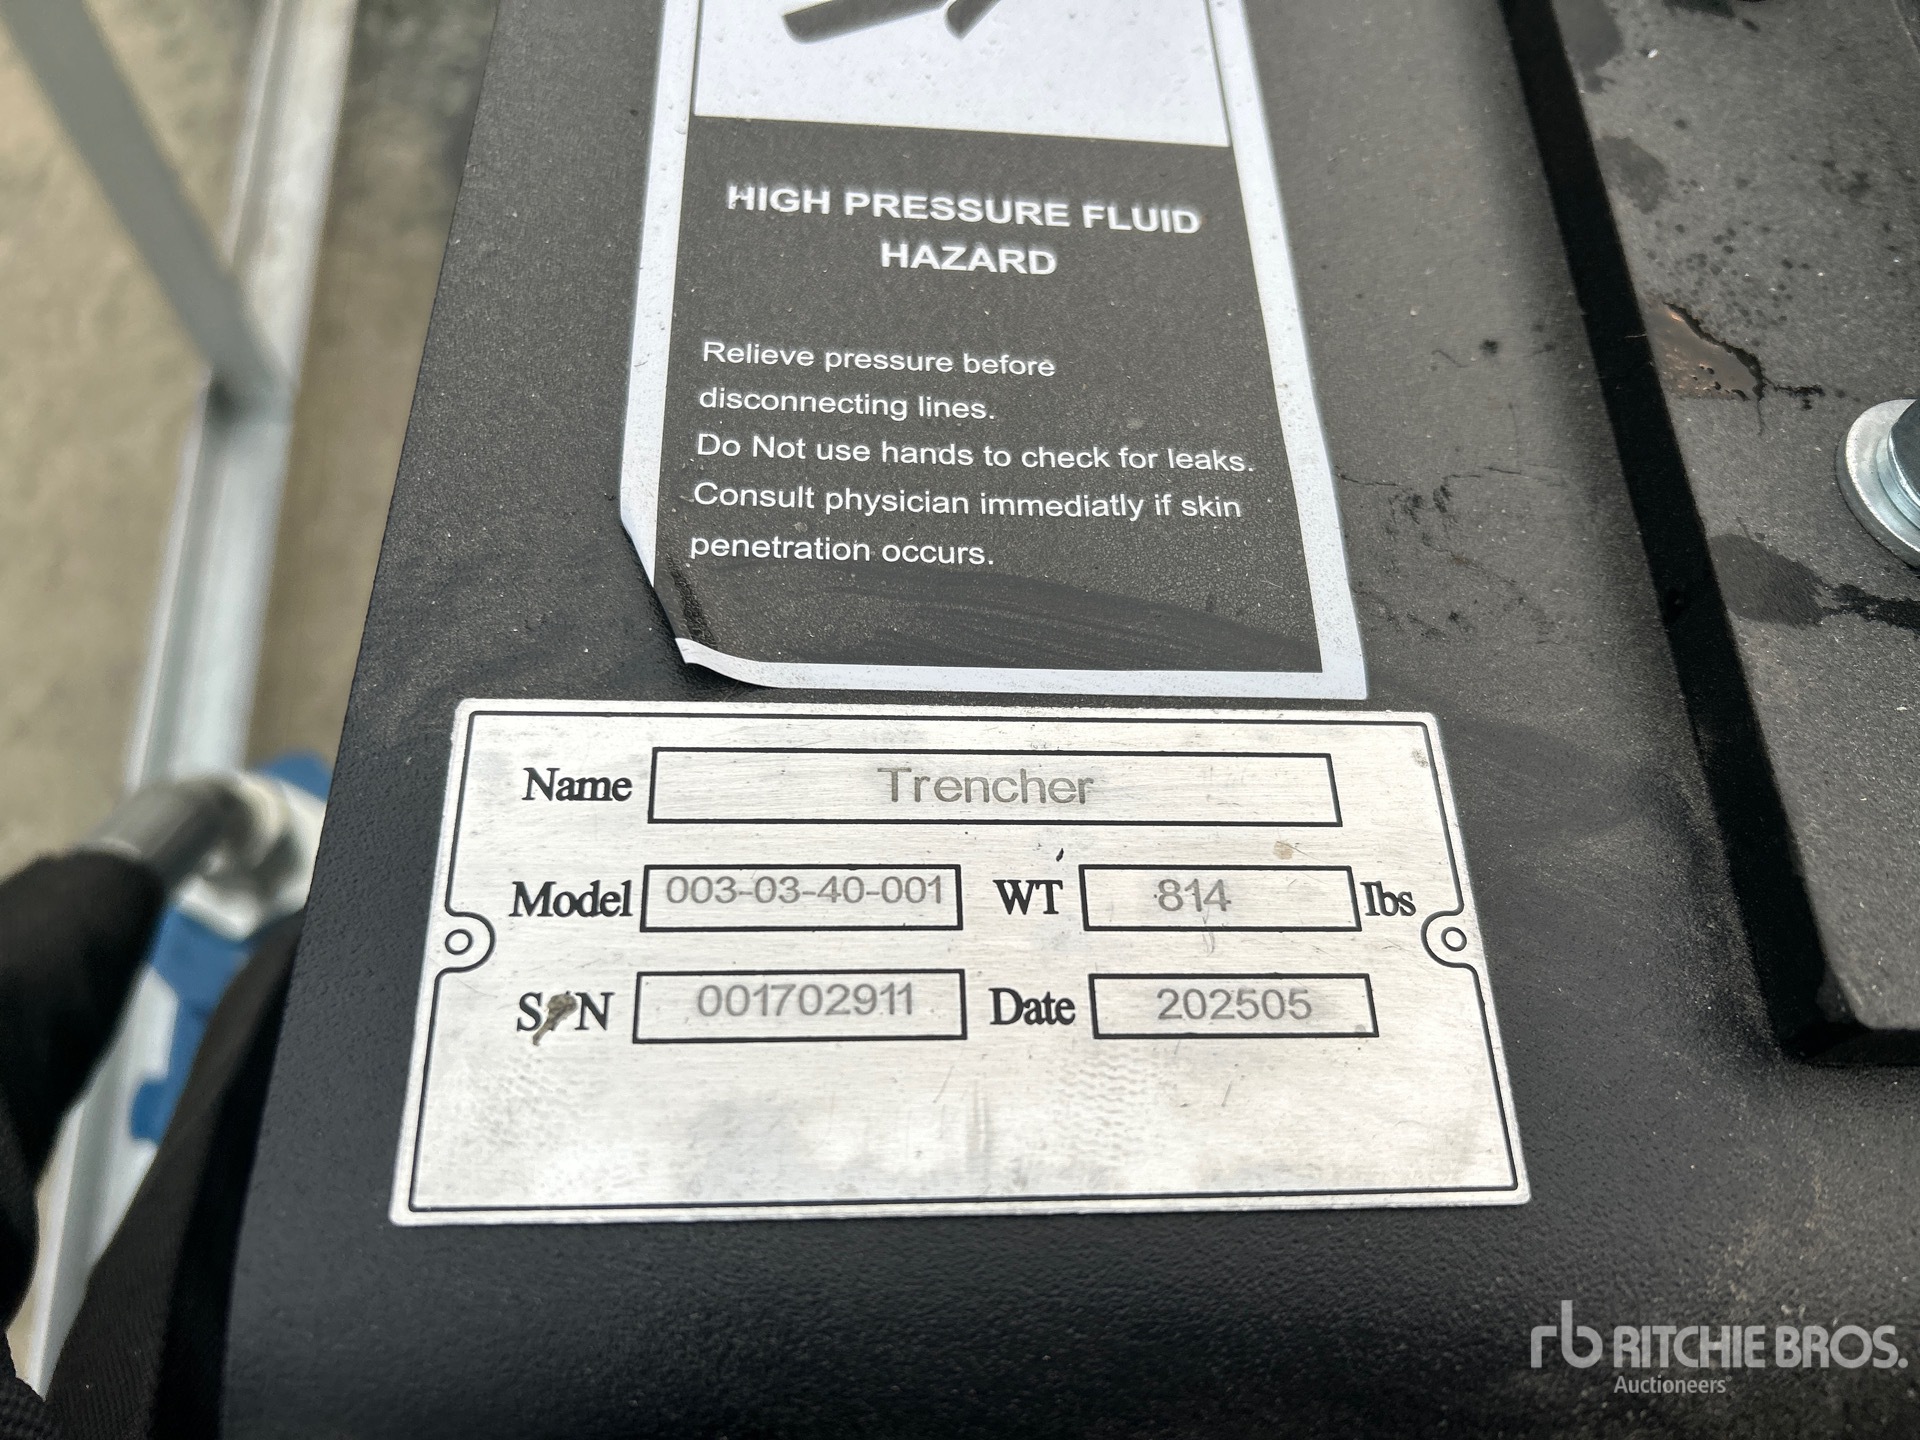 HIGH PRESSURE FLUID
HAZARD
Relieve pressure before
disconnecting lines.
Do Not use hands to check for leaks.
Consult physician immediatly if skin
penetration occurs.
Name Trencher
Model 003-03-40-001 WT 814 Ibs
S/N 001702911 Date 202505
rb RITCHIE BROS.
Auctioneers